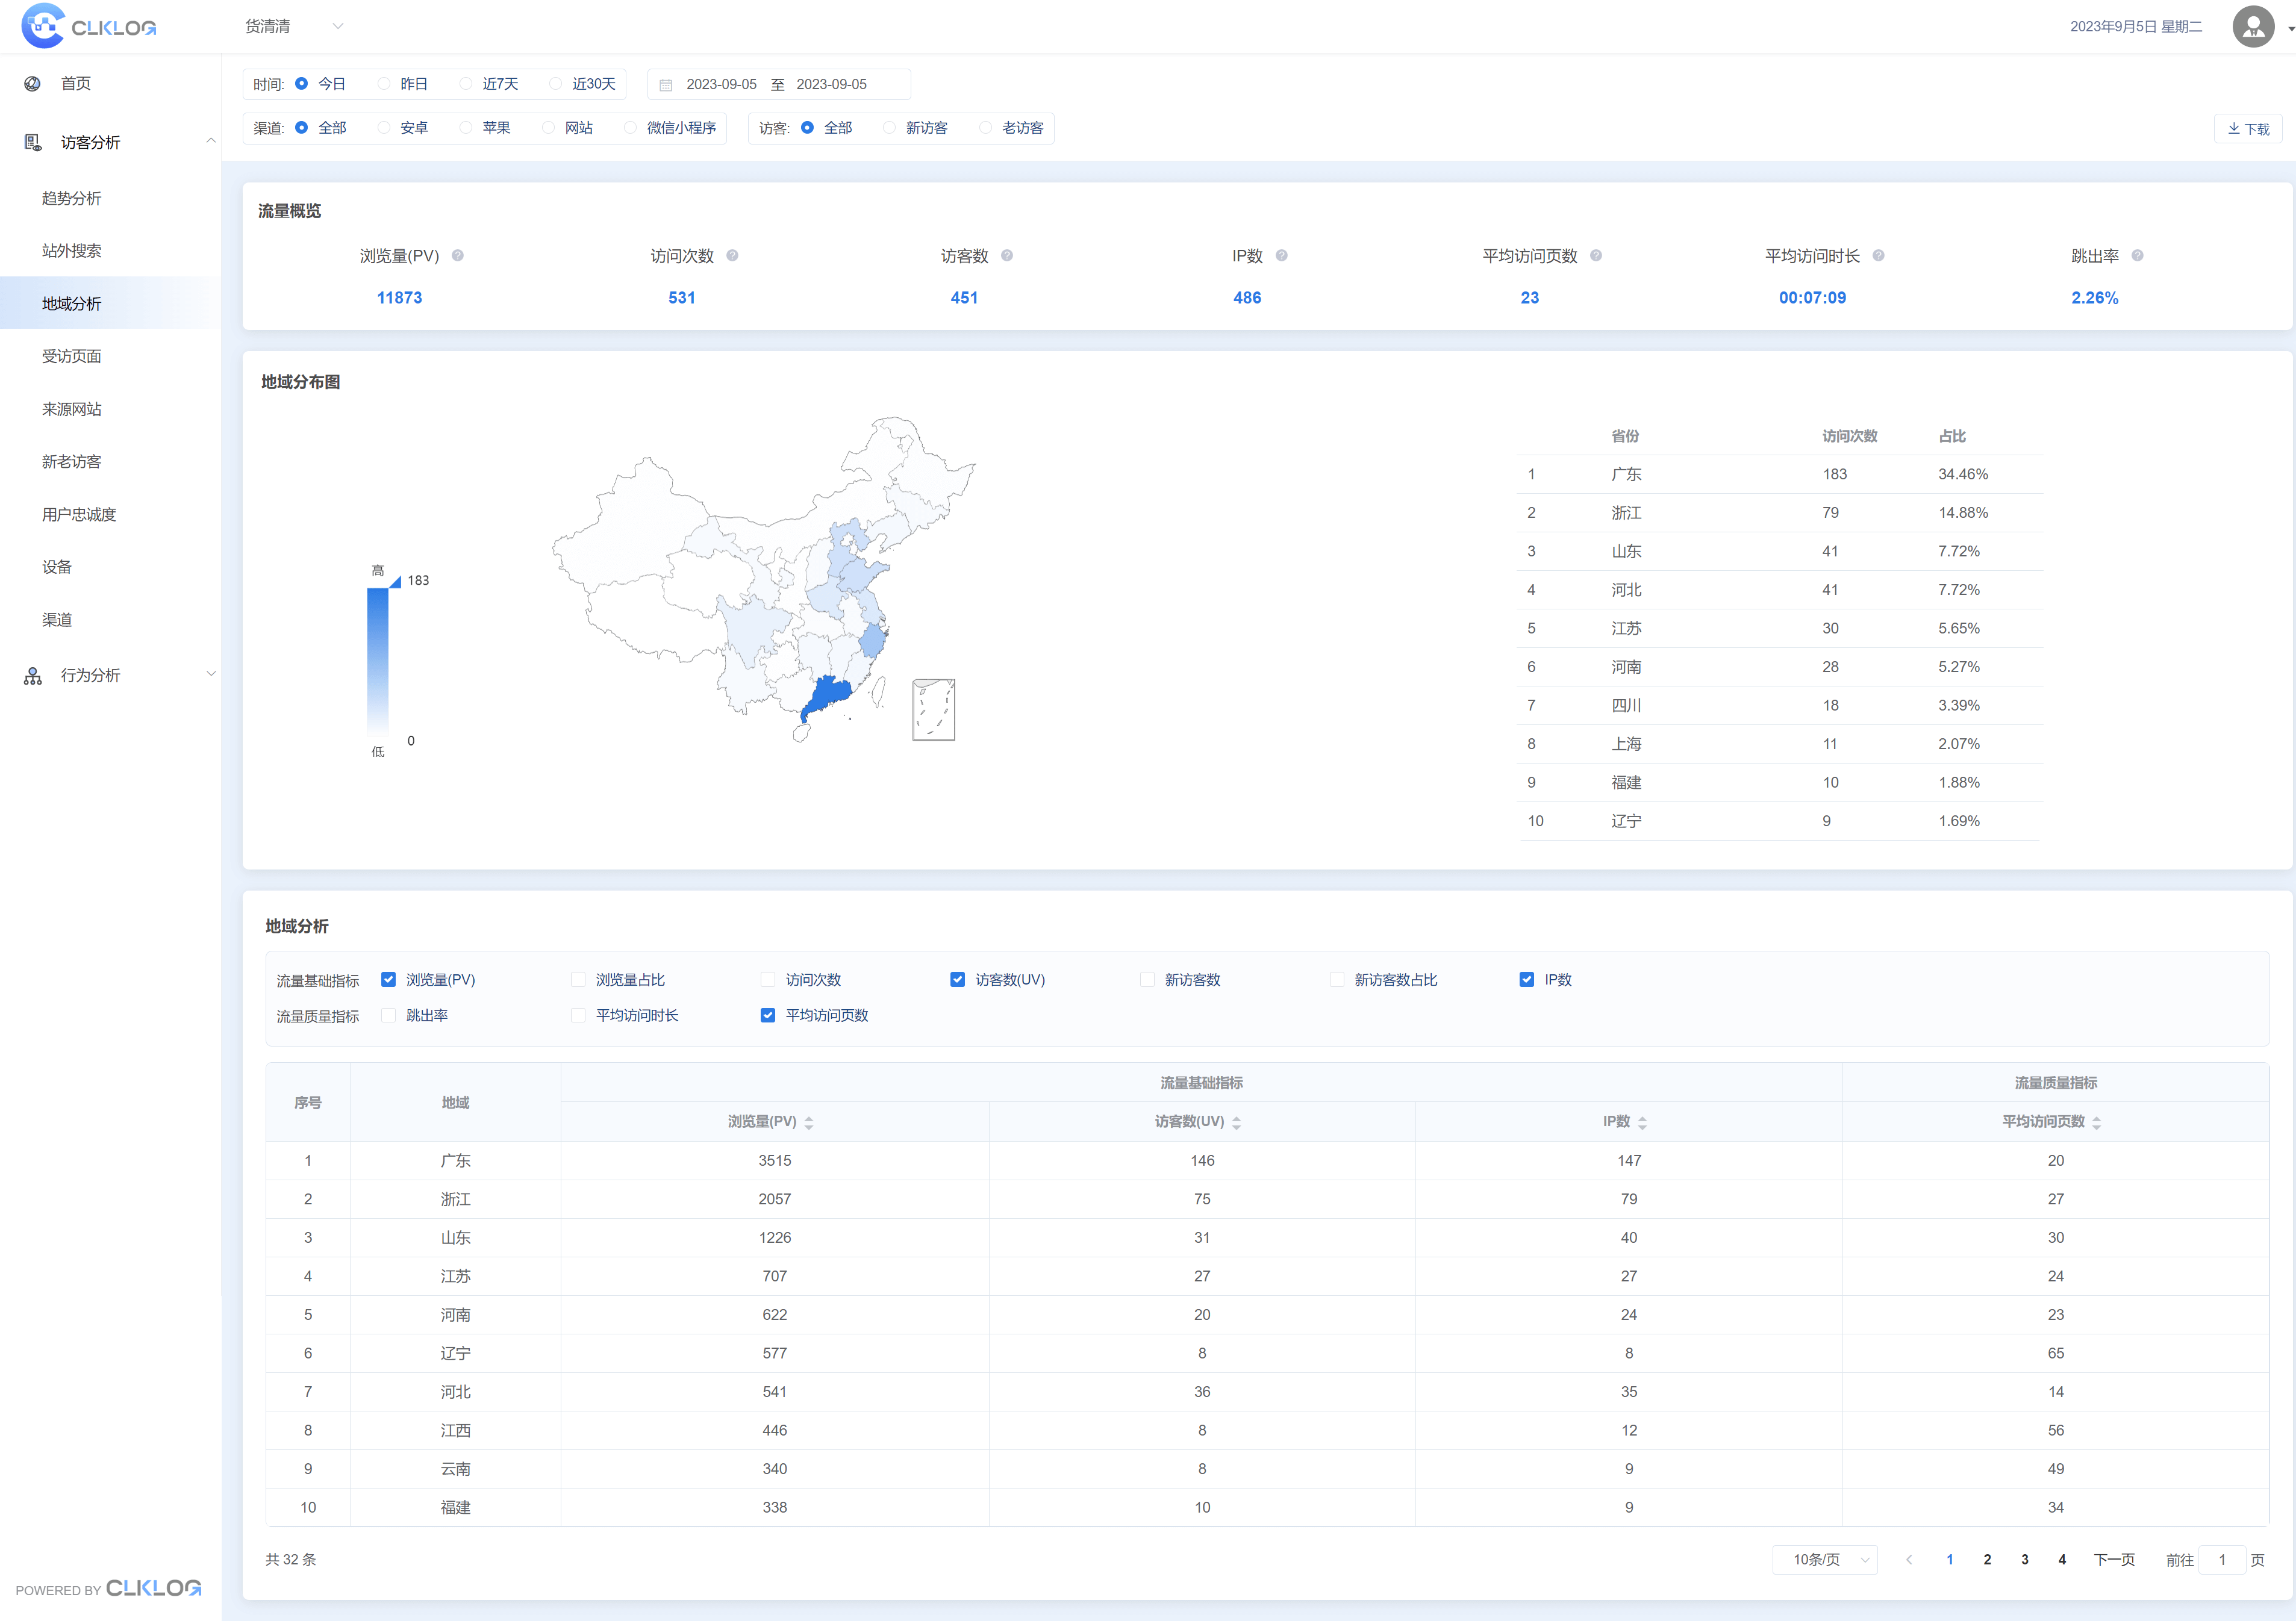 CLKLOG 货清清 2023年9月5日 星期二
首页
访客分析
趋势分析
站外搜索
地域分析
受访页面
来源网站
新老访客
用户忠诚度
设备
渠道
行为分析
POWERED BY CLKLOG
时间: 今日 昨日 近7天 近30天 2023-09-05 至 2023-09-05
渠道: 全部 安卓 苹果 网站 微信小程序 访客: 全部 新访客 老访客 下载
流量概览
浏览量(PV) ? 访问次数 ? 访客数 ? IP数 ? 平均访问页数 ? 平均访问时长 ? 跳出率 ?
11873 531 451 486 23 00:07:09 2.26%
地域分布图
高
183
0
低
省份 访问次数 占比
1 广东 183 34.46%
2 浙江 79 14.88%
3 山东 41 7.72%
4 河北 41 7.72%
5 江苏 30 5.65%
6 河南 28 5.27%
7 四川 18 3.39%
8 上海 11 2.07%
9 福建 10 1.88%
10 辽宁 9 1.69%
地域分析
流量基础指标 浏览量(PV) 浏览量占比 访问次数 访客数(UV) 新访客数 新访客数占比 IP数
流量质量指标 跳出率 平均访问时长 平均访问页数
序号 地域 流量基础指标 流量质量指标
浏览量(PV) 访客数(UV) IP数 平均访问页数
1 广东 3515 146 147 20
2 浙江 2057 75 79 27
3 山东 1226 31 40 30
4 江苏 707 27 27 24
5 河南 622 20 24 23
6 辽宁 577 8 8 65
7 河北 541 36 35 14
8 江西 446 8 12 56
9 云南 340 8 9 49
10 福建 338 10 9 34
共 32 条 10条/页 1 2 3 4 下一页 前往 1 页